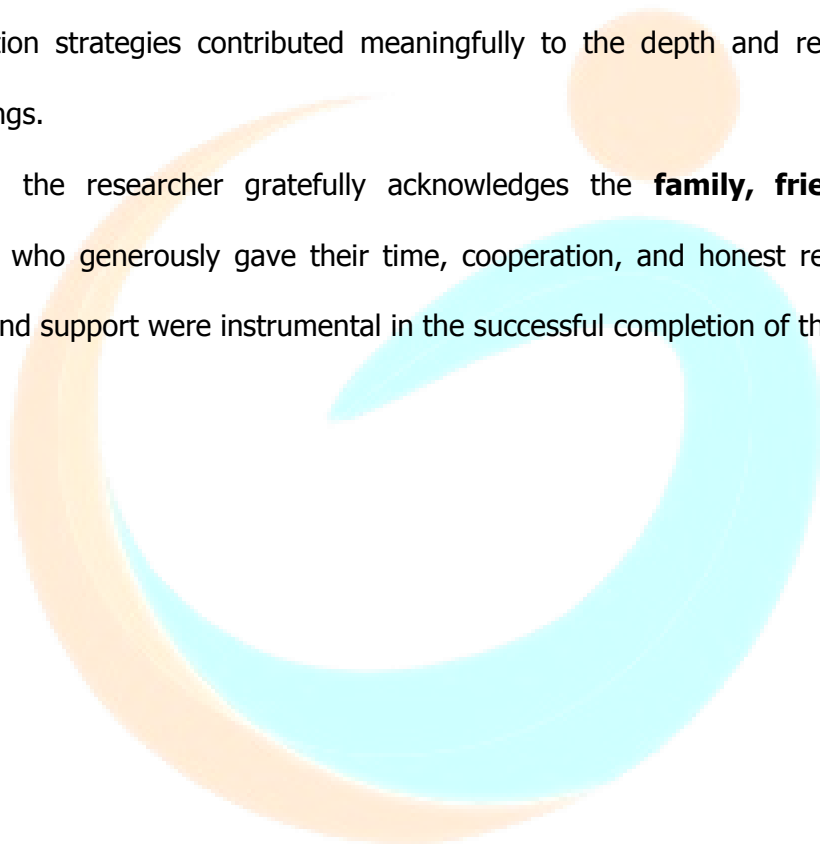 tion strategies contributed meaningfully to the depth and re
ngs.
the researcher gratefully acknowledges the family, frie
who generously gave their time, cooperation, and honest re
nd support were instrumental in the successful completion of th